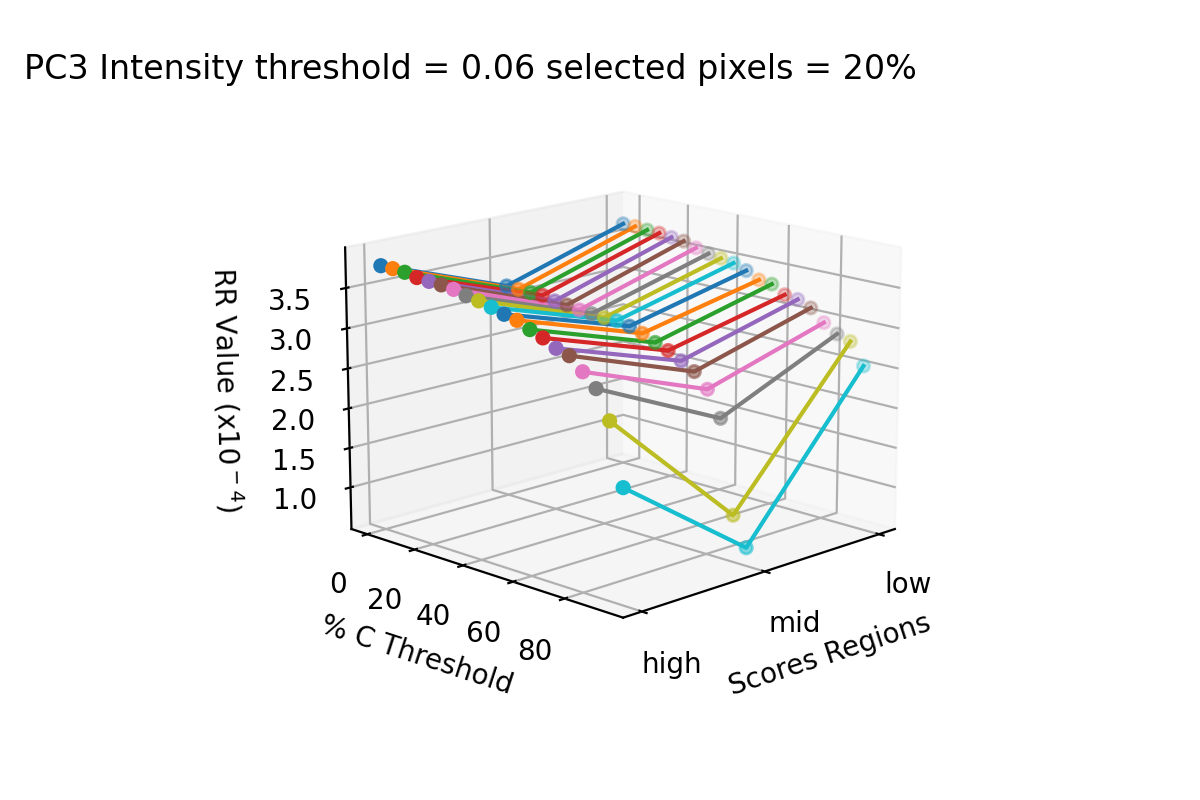 PC3 Intensity threshold = 0.06 selected pixels = 20%
RR Value (x10⁻⁴)
3.5
3.0
2.5
2.0
1.5
1.0
0
20
40
60
80
% C Threshold
high
mid
low
Scores Regions